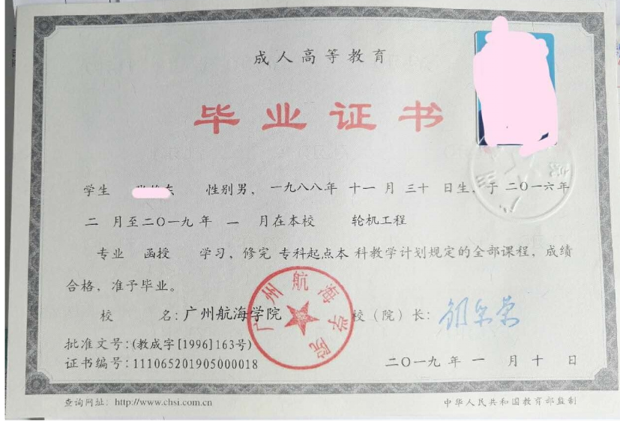 成人高等教育
毕业证书
学生 性别男，一九八八年 十一月 三十 日生，于二〇一六年
二 月至二〇一九年 一 月在本校 轮机工程
专业 函授 学习，修完 专科起点本 科教学计划规定的全部课程，成绩
合格，准予毕业。
校 名：广州航海学院 校（院）长：
批准文号：(教成字[1996]163号)
证书编号：111065201905000018
二〇一九 年 一 月 十 日
广州航海学院
查询网址：http://www.chsi.com.cn 中华人民共和国教育部监制